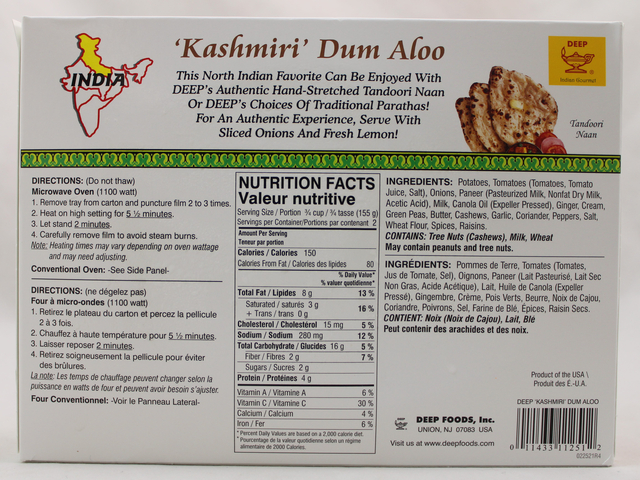 INDIA
'Kashmiri' Dum Aloo
This North Indian Favorite Can Be Enjoyed With
DEEP's Authentic Hand-Stretched Tandoori Naan
Or DEEP's Choices Of Traditional Parathas!
For An Authentic Experience, Serve With
Sliced Onions And Fresh Lemon!
DEEP
®
Indian Gourmet
Tandoori
Naan
DIRECTIONS: (Do not thaw)
Microwave Oven (1100 watt)
1. Remove tray from carton and puncture film 2 to 3 times.
2. Heat on high setting for 5 ½ minutes.
3. Let stand 2 minutes.
4. Carefully remove film to avoid steam burns.
Note: Heating times may vary depending on oven wattage
and may need adjusting.
Conventional Oven: -See Side Panel-
DIRECTIONS: (ne dégelez pas)
Four à micro-ondes (1100 watt)
1. Retirez le plateau du carton et percez la pellicule
2 à 3 fois.
2. Chauffez à haute température pour 5 ½ minutes.
3. Laisser reposer 2 minutes.
4. Retirez soigneusement la pellicule pour éviter
des brûlures.
La note: Les temps de chauffage peuvent changer selon la
puissance en watts de four et peuvent avoir besoin s'ajuster.
Four Conventionnel: -Voir le Panneau Lateral-
NUTRITION FACTS
Valeur nutritive
Serving Size / Portion ¾ cup / ¾ tasse (155 g)
Servings per Container/Portions par contenant 2
Amount Per Serving
Teneur par portion
Calories / Calories 150
Calories From Fat / Calories des lipides 80
% Daily Value*
% valeur quotidienne*
Total Fat / Lipides 8 g 13 %
Saturated / saturés 3 g
+ Trans / trans 0 g 16 %
Cholesterol / Cholestérol 15 mg 5 %
Sodium / Sodium 280 mg 12 %
Total Carbohydrate / Glucides 16 g 5 %
Fiber / Fibres 2 g 7 %
Sugars / Sucres 2 g
Protein / Protéines 4 g
Vitamin A / Vitamine A 6 %
Vitamin C / Vitamine C 30 %
Calcium / Calcium 4 %
Iron / Fer 6 %
* Percent Daily Values are based on a 2,000 calorie diet.
* Pourcentage de la valeur quotidienne selon un régime
alimentaire de 2000 Calories.
INGREDIENTS: Potatoes, Tomatoes (Tomatoes, Tomato
Juice, Salt), Onions, Paneer (Pasteurized Milk, Nonfat Dry Milk,
Acetic Acid), Milk, Canola Oil (Expeller Pressed), Ginger, Cream,
Green Peas, Butter, Cashews, Garlic, Coriander, Peppers, Salt,
Wheat Flour, Spices, Raisins.
CONTAINS: Tree Nuts (Cashews), Milk, Wheat
May contain peanuts and tree nuts.
INGRÉDIENTS: Pommes de Terre, Tomates (Tomates,
Jus de Tomate, Sel), Oignons, Paneer (Lait Pasteurisé, Lait Sec
Non Gras, Acide Acétique), Lait, Huile de Canola (Expeller
Pressé), Gingembre, Crème, Pois Verts, Beurre, Noix de Cajou,
Coriandre, Poivrons, Sel, Farine de Blé, Épices, Raisin Secs.
CONTIENT: Noix (Noix de Cajou), Lait, Blé
Peut contenir des arachides et des noix.
Product of the USA \
Produit des É.-U.A.
DEEP
DEEP FOODS, Inc.
UNION, NJ 07083 USA
Visit us at www.deepfoods.com
DEEP 'KASHMIRI' DUM ALOO
0 11433 11251 2
022521R4